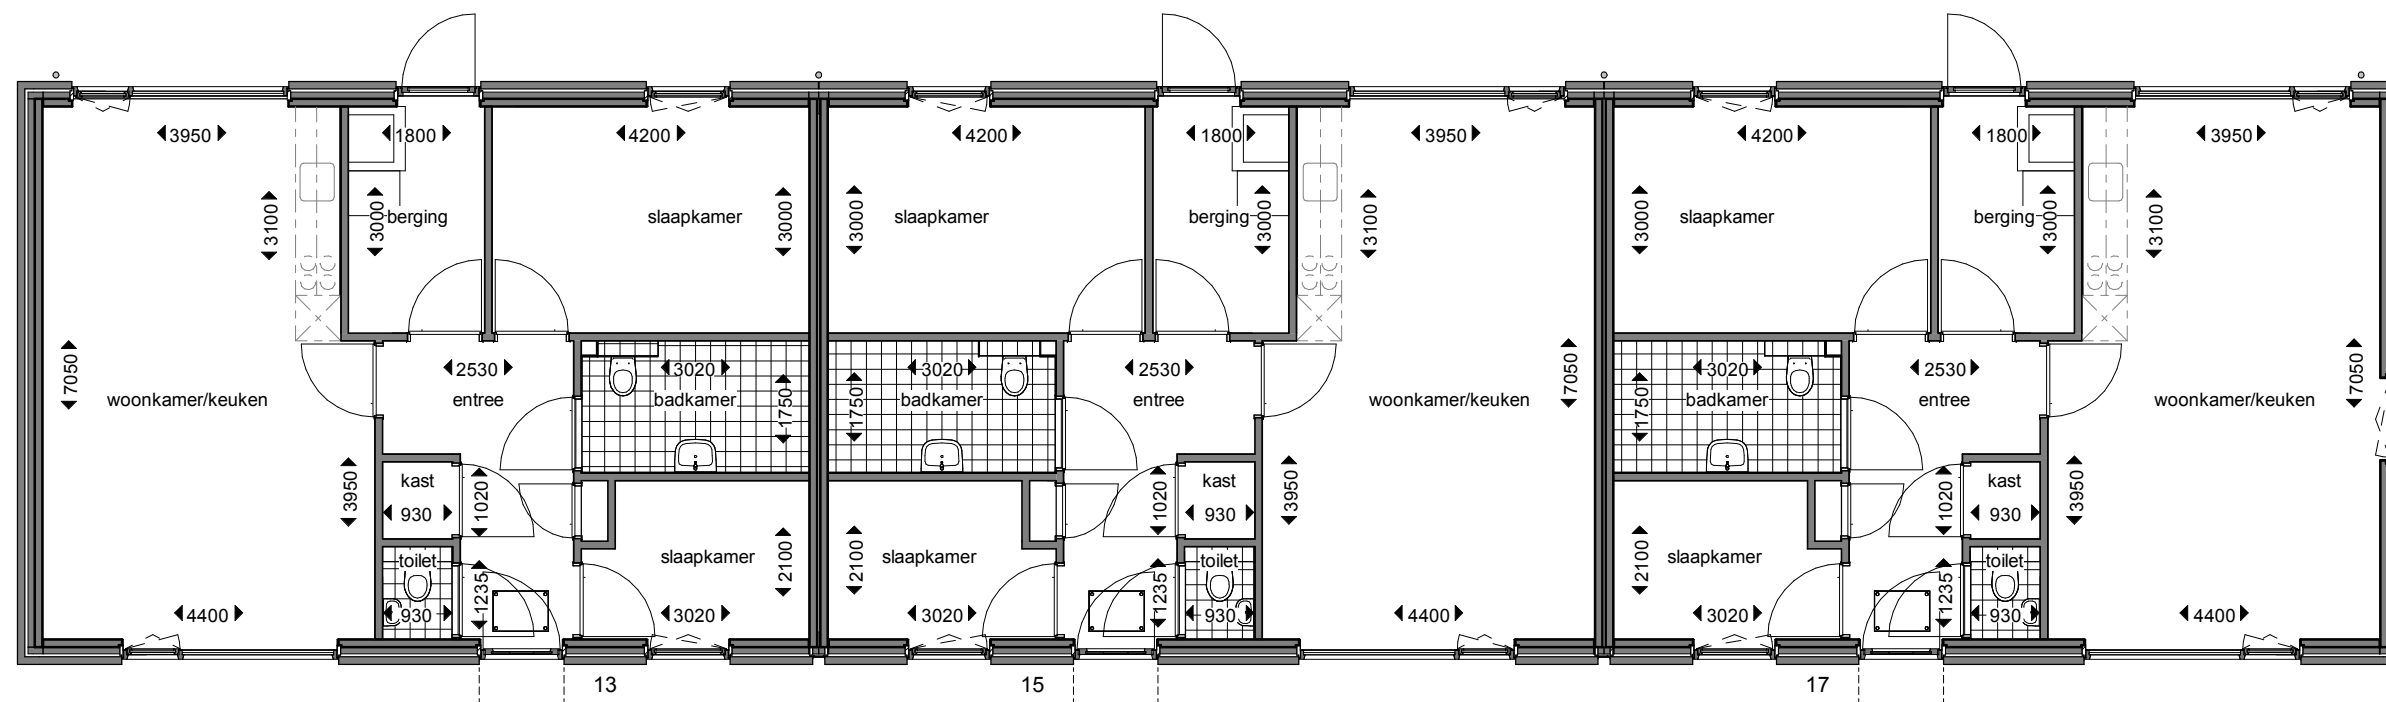 3950 1800 4200 4200 1800 3950 4200 1800 3950
3100 3000 3000 3000 3000 3100 3000 3000 3100
berging slaapkamer slaapkamer berging slaapkamer berging
7050 2530 3020 3020 2530 7050 3020 2530 7050
woonkamer/keuken entree badkamer 1750 1750 badkamer entree woonkamer/keuken 1750 badkamer entree woonkamer/keuken
3950 kast 1020 1020 kast 3950 1020 kast 3950
930 930 930
toilet slaapkamer 2100 2100 slaapkamer toilet 2100 slaapkamer toilet
4400 930 1235 3020 3020 1235 930 4400 3020 1235 930 4400
13 15 17